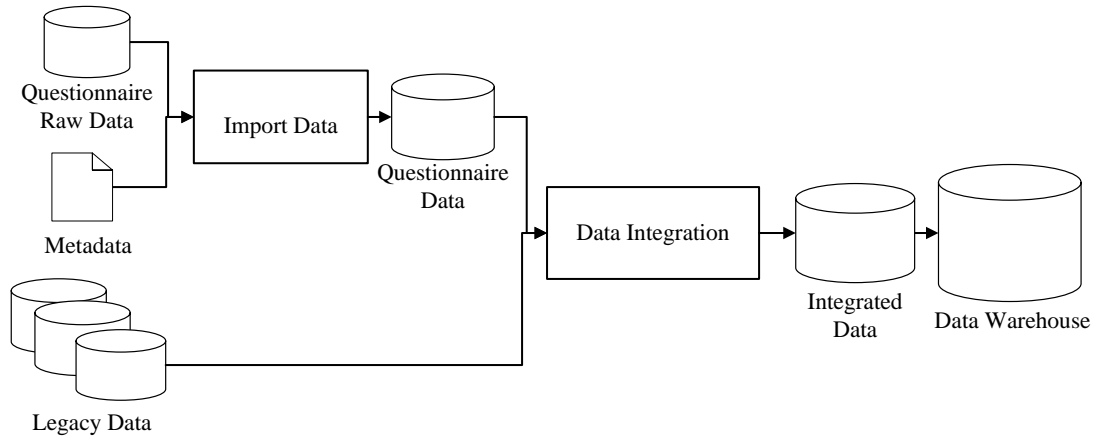 Questionnaire
Raw Data
Import Data
Questionnaire
Data
Metadata
Data Integration
Integrated
Data
Data Warehouse
Legacy Data